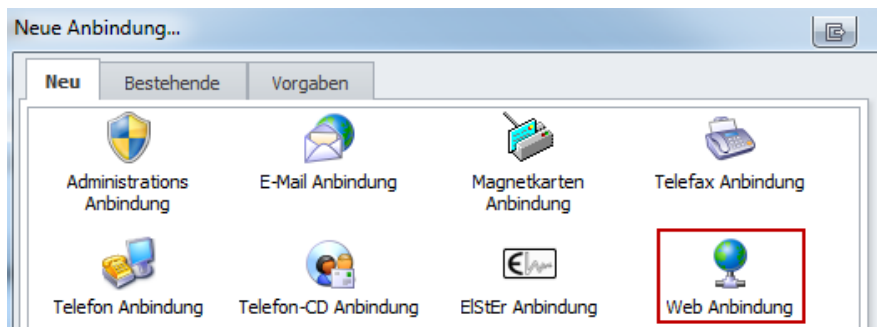 Neue Anbindung...
Neu Bestehende Vorgaben
Administrations Anbindung
E-Mail Anbindung
Magnetkarten Anbindung
Telefax Anbindung
Telefon Anbindung
Telefon-CD Anbindung
ElStEr Anbindung
Web Anbindung